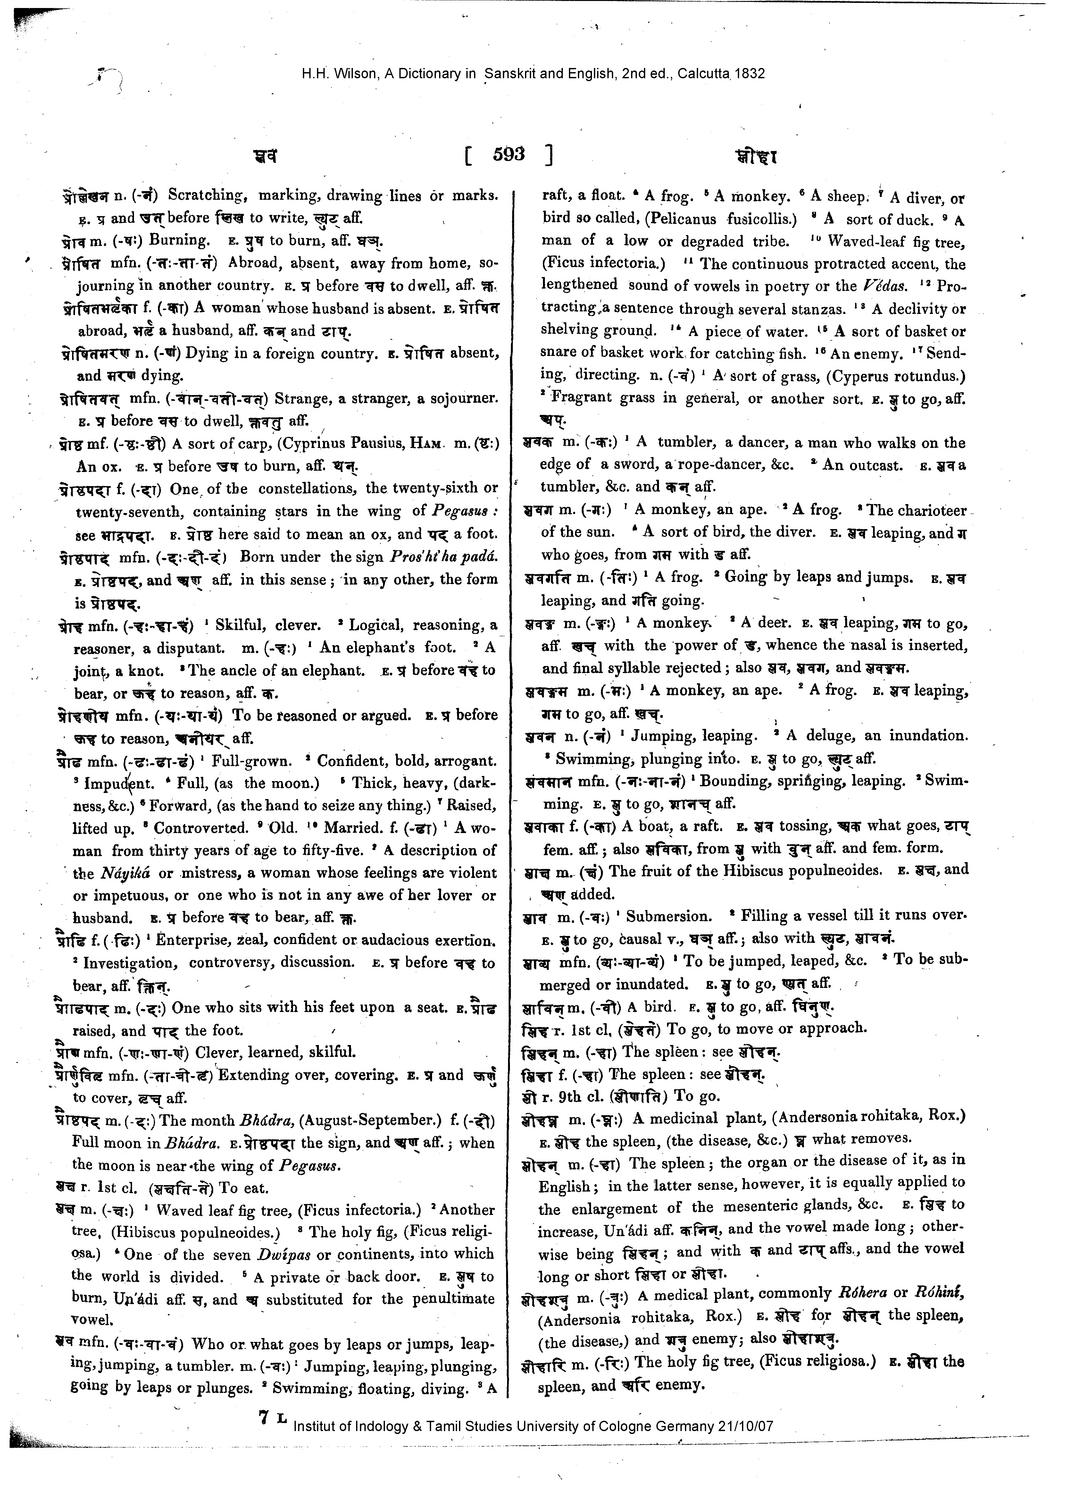 H.H. Wilson, A Dictionary in Sanskrit and English, 2nd ed., Calcutta 1832
प्लव [ 593 ] प्लीहा
प्रोल्लेखन n. (-नं) Scratching, marking, drawing lines or marks.
E. प्र and उत् before लिख to write, ल्युट् aff.
प्रोष m. (-षः) Burning. E. प्रुष to burn, aff. घञ्.
प्रोषित mfn. (-तः-ता-तं) Abroad, absent, away from home, so-
journing in another country. E. प्र before वस to dwell, aff. क्त.
प्रोषितभर्त्तृका f. (-का) A woman whose husband is absent. E. प्रोषित
abroad, भर्त्तृ a husband, aff. कन् and टाप्.
प्रोषितमरण n. (-णं) Dying in a foreign country. E. प्रोषित absent,
and मरण dying.
प्रोषितवत् mfn. (-वान्-वती-वत्) Strange, a stranger, a sojourner.
E. प्र before वस to dwell, क्तवतु aff.
प्रोष्ठ mf. (-ष्ठः-ष्ठी) A sort of carp, (Cyprinus Pausius, HAM. m. (ष्ठः)
An ox. E. प्र before उष to burn, aff. थन्.
प्रोष्ठपदा f. (-दा) One of the constellations, the twenty-sixth or
twenty-seventh, containing stars in the wing of Pegasus :
see भाद्रपदा. E. प्रोष्ठ here said to mean an ox, and पद a foot.
प्रोष्ठपाद mfn. (-दः-दी-दं) Born under the sign Prosht'ha padá.
E. प्रोष्ठपद, and अण् aff. in this sense ; in any other, the form
is प्रोष्ठपद.
प्रोह mfn. (-हः-हा-हं) ¹ Skilful, clever. ² Logical, reasoning, a
reasoner, a disputant. m. (-हः) ¹ An elephant's foot. ² A
joint, a knot. ³ The ancle of an elephant. E. प्र before वह to
bear, or ऊह to reason, aff. क.
प्रोहणीय mfn. (-यः-या-यं) To be reasoned or argued. E. प्र before
ऊह to reason, अनीयर् aff.
प्रौढ mfn. (-ढः-ढा-ढं) ¹ Full-grown. ² Confident, bold, arrogant.
³ Impudent. ⁴ Full, (as the moon.) ⁵ Thick, heavy, (dark-
ness, &c.) ⁶ Forward, (as the hand to seize any thing.) ⁷ Raised,
lifted up. ⁸ Controverted. ⁹ Old. ¹⁰ Married. f. (-ढा) ¹ A wo-
man from thirty years of age to fifty-five. ² A description of
the Náyiká or mistress, a woman whose feelings are violent
or impetuous, or one who is not in any awe of her lover or
husband. E. प्र before वह to bear, aff. क्त.
प्रौढि f. (-ढिः) ¹ Enterprise, zeal, confident or audacious exertion.
² Investigation, controversy, discussion. E. प्र before वह to
bear, aff. क्तिन्.
प्रौढपाद m. (-दः) One who sits with his feet upon a seat. E. प्रौढ
raised, and पाद the foot.
प्रौण mfn. (-णः-णा-णं) Clever, learned, skilful.
प्रौर्णुवितृ mfn. (-ता-त्री-तृ) Extending over, covering. E. प्र and ऊर्णु
to cover, तृच् aff.
प्रौष्ठपद m. (-दः) The month Bhádra, (August-September.) f. (-दी)
Full moon in Bhádra. E. प्रोष्ठपदा the sign, and अण् aff. ; when
the moon is near the wing of Pegasus.
प्लक्ष r. 1st cl. (प्लक्षति-ते) To eat.
प्लक्ष m. (-क्षः) ¹ Waved leaf fig tree, (Ficus infectoria.) ² Another
tree, (Hibiscus populneoides.) ³ The holy fig, (Ficus religi-
osa.) ⁴ One of the seven Dwípas or continents, into which
the world is divided. ⁵ A private or back door. E. प्लुष to
burn, Un'ádi aff. स, and अ substituted for the penultimate
vowel.
प्लव mfn. (-वः-वा-वं) Who or what goes by leaps or jumps, leap-
ing, jumping, a tumbler. m. (-वः) ¹ Jumping, leaping, plunging,
going by leaps or plunges. ² Swimming, floating, diving. ³ A
raft, a float. ⁴ A frog. ⁵ A monkey. ⁶ A sheep. ⁷ A diver, or
bird so called, (Pelicanus fusicollis.) ⁸ A sort of duck. ⁹ A
man of a low or degraded tribe. ¹⁰ Waved-leaf fig tree,
(Ficus infectoria.) ¹¹ The continuous protracted accent, the
lengthened sound of vowels in poetry or the Védas. ¹² Pro-
tracting a sentence through several stanzas. ¹³ A declivity or
shelving ground. ¹⁴ A piece of water. ¹⁵ A sort of basket or
snare of basket work for catching fish. ¹⁶ An enemy. ¹⁷ Send-
ing, directing. n. (-वं) ¹ A sort of grass, (Cyperus rotundus.)
² Fragrant grass in general, or another sort. E. प्लु to go, aff.
अप्.
प्लवक m. (-कः) ¹ A tumbler, a dancer, a man who walks on the
edge of a sword, a rope-dancer, &c. ² An outcast. E. प्लव a
tumbler, &c. and कन् aff.
प्लवग m. (-गः) ¹ A monkey, an ape. ² A frog. ³ The charioteer
of the sun. ⁴ A sort of bird, the diver. E. प्लव leaping, and ग
who goes, from गम with ड aff.
प्लवगति m. (-तिः) ¹ A frog. ² Going by leaps and jumps. E. प्लव
leaping, and गति going.
प्लवङ्ग m. (-ङ्गः) ¹ A monkey. ² A deer. E. प्लव leaping, गम to go,
aff. खच् with the power of ड, whence the nasal is inserted,
and final syllable rejected ; also प्लव, प्लवग, and प्लवङ्गम.
प्लवङ्गम m. (-मः) ¹ A monkey, an ape. ² A frog. E. प्लव leaping,
गम to go, aff. खच्.
प्लवन n. (-नं) ¹ Jumping, leaping. ² A deluge, an inundation.
³ Swimming, plunging into. E. प्लु to go, ल्युट् aff.
प्लवमान mfn. (-नः-ना-नं) ¹ Bounding, springing, leaping. ² Swim-
ming. E. प्लु to go, शानच् aff.
प्लवाका f. (-का) A boat, a raft. E. प्लव tossing, अक what goes, टाप्
fem. aff. ; also प्लविका, from प्लु with वुन् aff. and fem. form.
प्लाक्ष m. (क्षं) The fruit of the Hibiscus populneoides. E. प्लक्ष, and
अण् added.
प्लाव m. (-वः) ¹ Submersion. ² Filling a vessel till it runs over.
E. प्लु to go, causal v., घञ् aff. ; also with ल्युट्, प्लावनं.
प्लाव्य mfn. (व्यः-व्या-व्यं) ¹ To be jumped, leaped, &c. ² To be sub-
merged or inundated. E. प्लु to go, ण्यत् aff.
प्लाविन् m. (-वी) A bird. E. प्लु to go, aff. घिनुण्.
प्लिह r. 1st cl. (प्लेहते) To go, to move or approach.
प्लिहन् m. (-हा) The spleen : see प्लीहन्.
प्लिहा f. (-हा) The spleen : see प्लीहन्.
प्ली r. 9th cl. (प्लीणाति) To go.
प्लीहघ्न m. (-घ्नः) A medicinal plant, (Andersonia rohitaka, Rox.)
E. प्लीह the spleen, (the disease, &c.) घ्न what removes.
प्लीहन् m. (-हा) The spleen ; the organ or the disease of it, as in
English ; in the latter sense, however, it is equally applied to
the enlargement of the mesenteric glands, &c. E. प्लिह to
increase, Un'ádi aff. कनिन्, and the vowel made long ; other-
wise being प्लिहन् ; and with क and टाप् affs., and the vowel
long or short प्लिहा or प्लीहा.
प्लीहशत्रु m. (-त्रुः) A medical plant, commonly Róhera or Róhiní,
(Andersonia rohitaka, Rox.) E. प्लीह for प्लीहन् the spleen,
(the disease,) and शत्रु enemy ; also प्लीहाशत्रु.
प्लीहारि m. (-रिः) The holy fig tree, (Ficus religiosa.) E. प्लीहा the
spleen, and अरि enemy.
7 L
Institut of Indology & Tamil Studies University of Cologne Germany 21/10/07